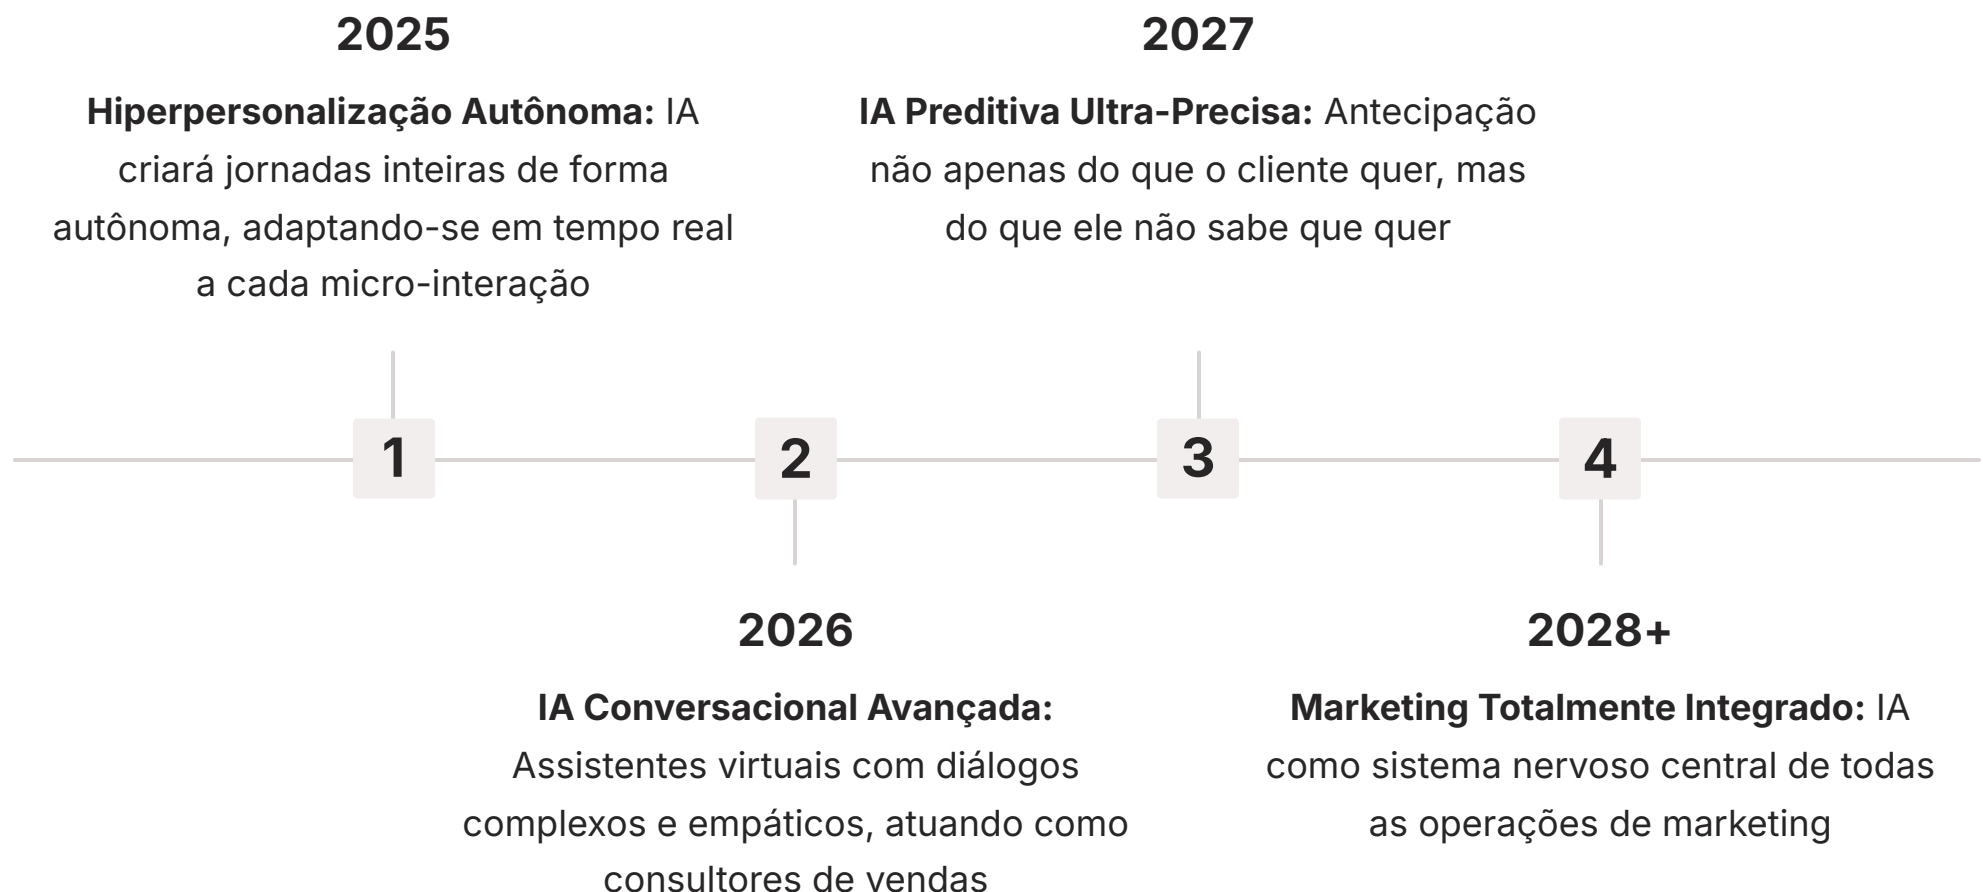 2025
Hiperpersonalização Autônoma: IA
criará jornadas inteiras de forma
autônoma, adaptando-se em tempo real
a cada micro-interação
2027
IA Preditiva Ultra-Precisa: Antecipação
não apenas do que o cliente quer, mas
do que ele não sabe que quer
1
2
3
4
2026
IA Conversacional Avançada:
Assistentes virtuais com diálogos
complexos e empáticos, atuando como
consultores de vendas
2028+
Marketing Totalmente Integrado: IA
como sistema nervoso central de todas
as operações de marketing